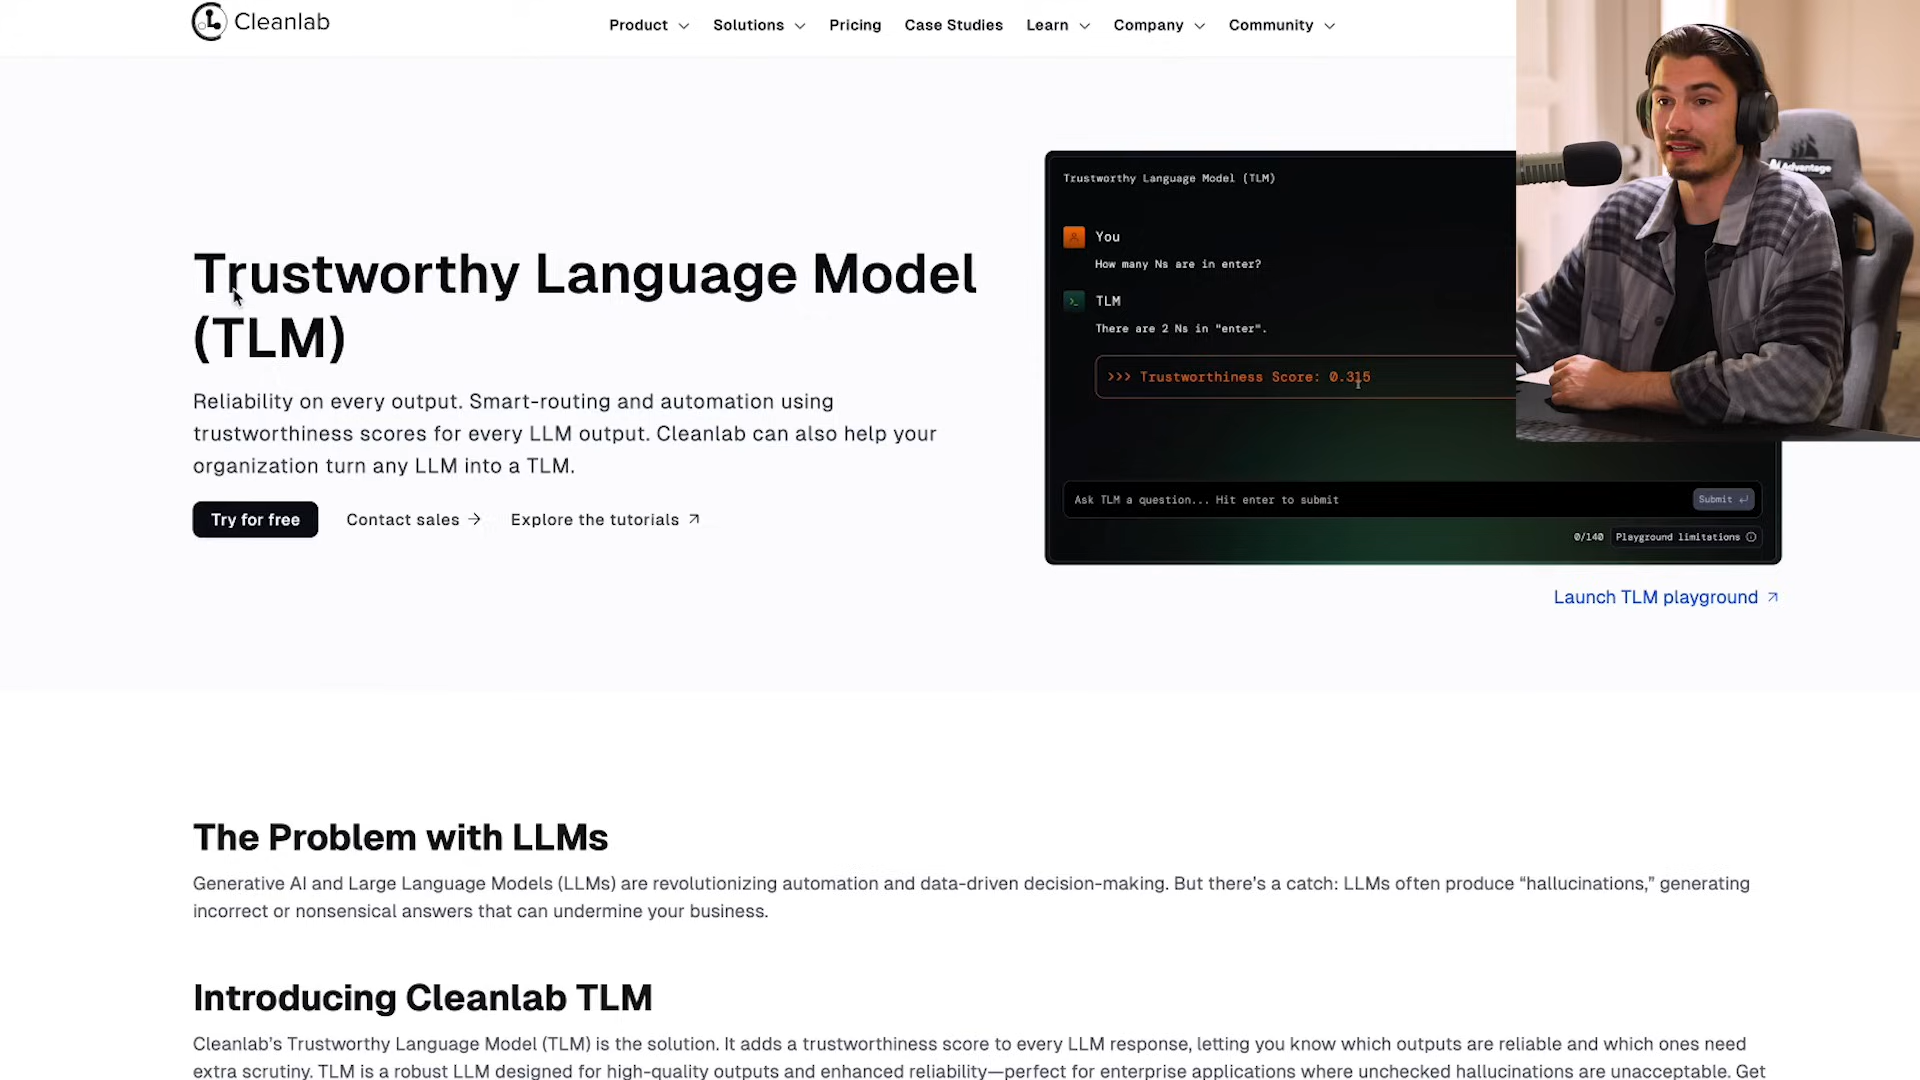 Cleanlab
Product
Solutions
Pricing
Case Studies
Learn
Company
Community
Trustworthy Language Model
(TLM)
Reliability on every output. Smart-routing and automation using
trustworthiness scores for every LLM output. Cleanlab can also help your
organization turn any LLM into a TLM.
Try for free
Contact sales →
Explore the tutorials ↗
Trustworthy Language Model (TLM)
You
How many Ns are in enter?
TLM
There are 2 Ns in "enter".
>>> Trustworthiness Score: 0.315
Ask TLM a question... Hit enter to submit
Submit ↵
0/140
Playground limitations
Launch TLM playground ↗
Advantage
The Problem with LLMs
Generative AI and Large Language Models (LLMs) are revolutionizing automation and data-driven decision-making. But there’s a catch: LLMs often produce “hallucinations,” generating
incorrect or nonsensical answers that can undermine your business.
Introducing Cleanlab TLM
Cleanlab’s Trustworthy Language Model (TLM) is the solution. It adds a trustworthiness score to every LLM response, letting you know which outputs are reliable and which ones need
extra scrutiny. TLM is a robust LLM designed for high-quality outputs and enhanced reliability—perfect for enterprise applications where unchecked hallucinations are unacceptable. Get